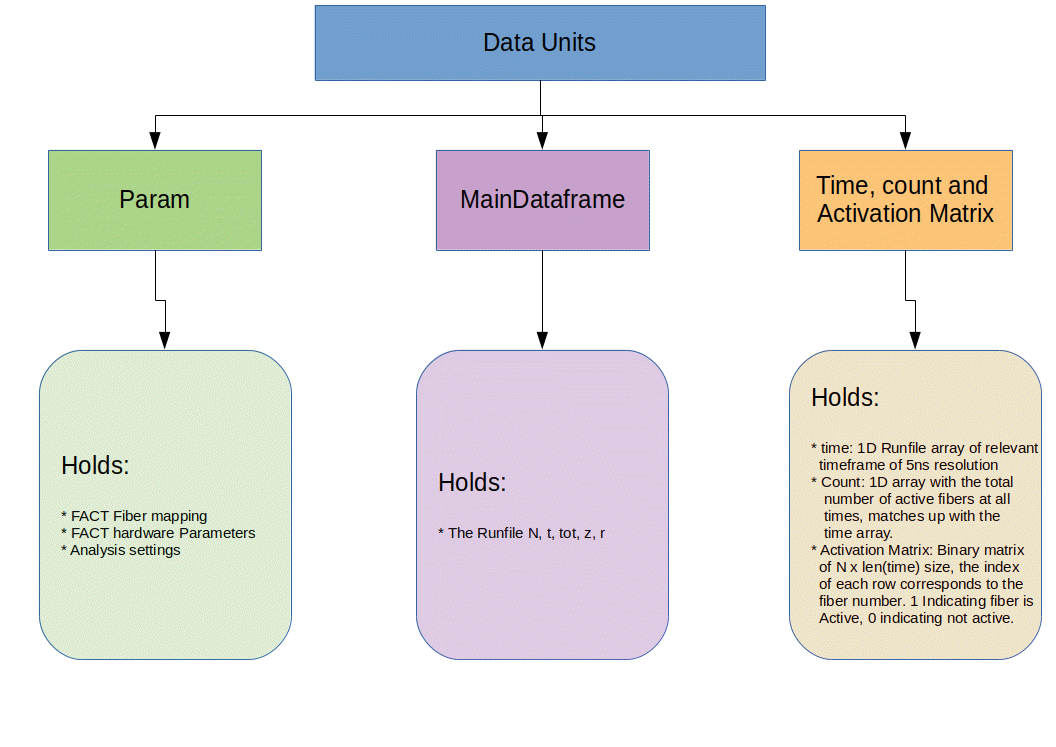 Data Units
Param
MainDataframe
Time, count and
Activation Matrix
Holds:
* FACT Fiber mapping
* FACT hardware Parameters
* Analysis settings
Holds:
* The Runfile N, t, tot, z, r
Holds:
* time: 1D Runfile array of relevant
timeframe of 5ns resolution
* Count: 1D array with the total
number of active fibers at all
times, matches up with the
time array.
* Activation Matrix: Binary matrix
of N x len(time) size, the index
of each row corresponds to the
fiber number. 1 Indicating fiber is
Active, 0 indicating not active.